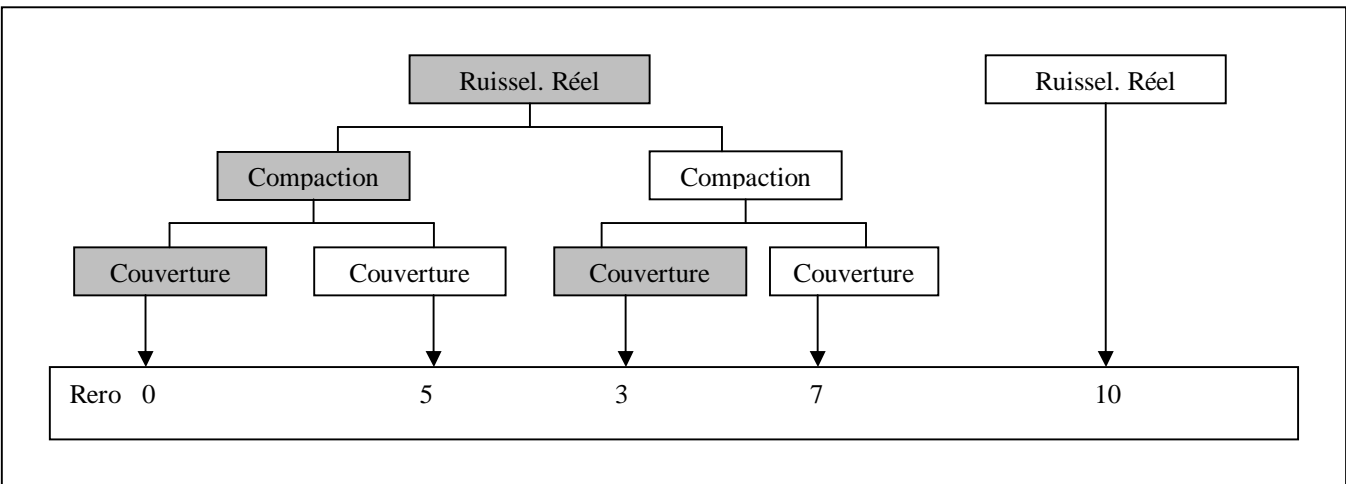 Ruissel. Réel Ruissel. Réel
Compaction Compaction
Couverture Couverture Couverture Couverture
Rero 0 5 3 7 10